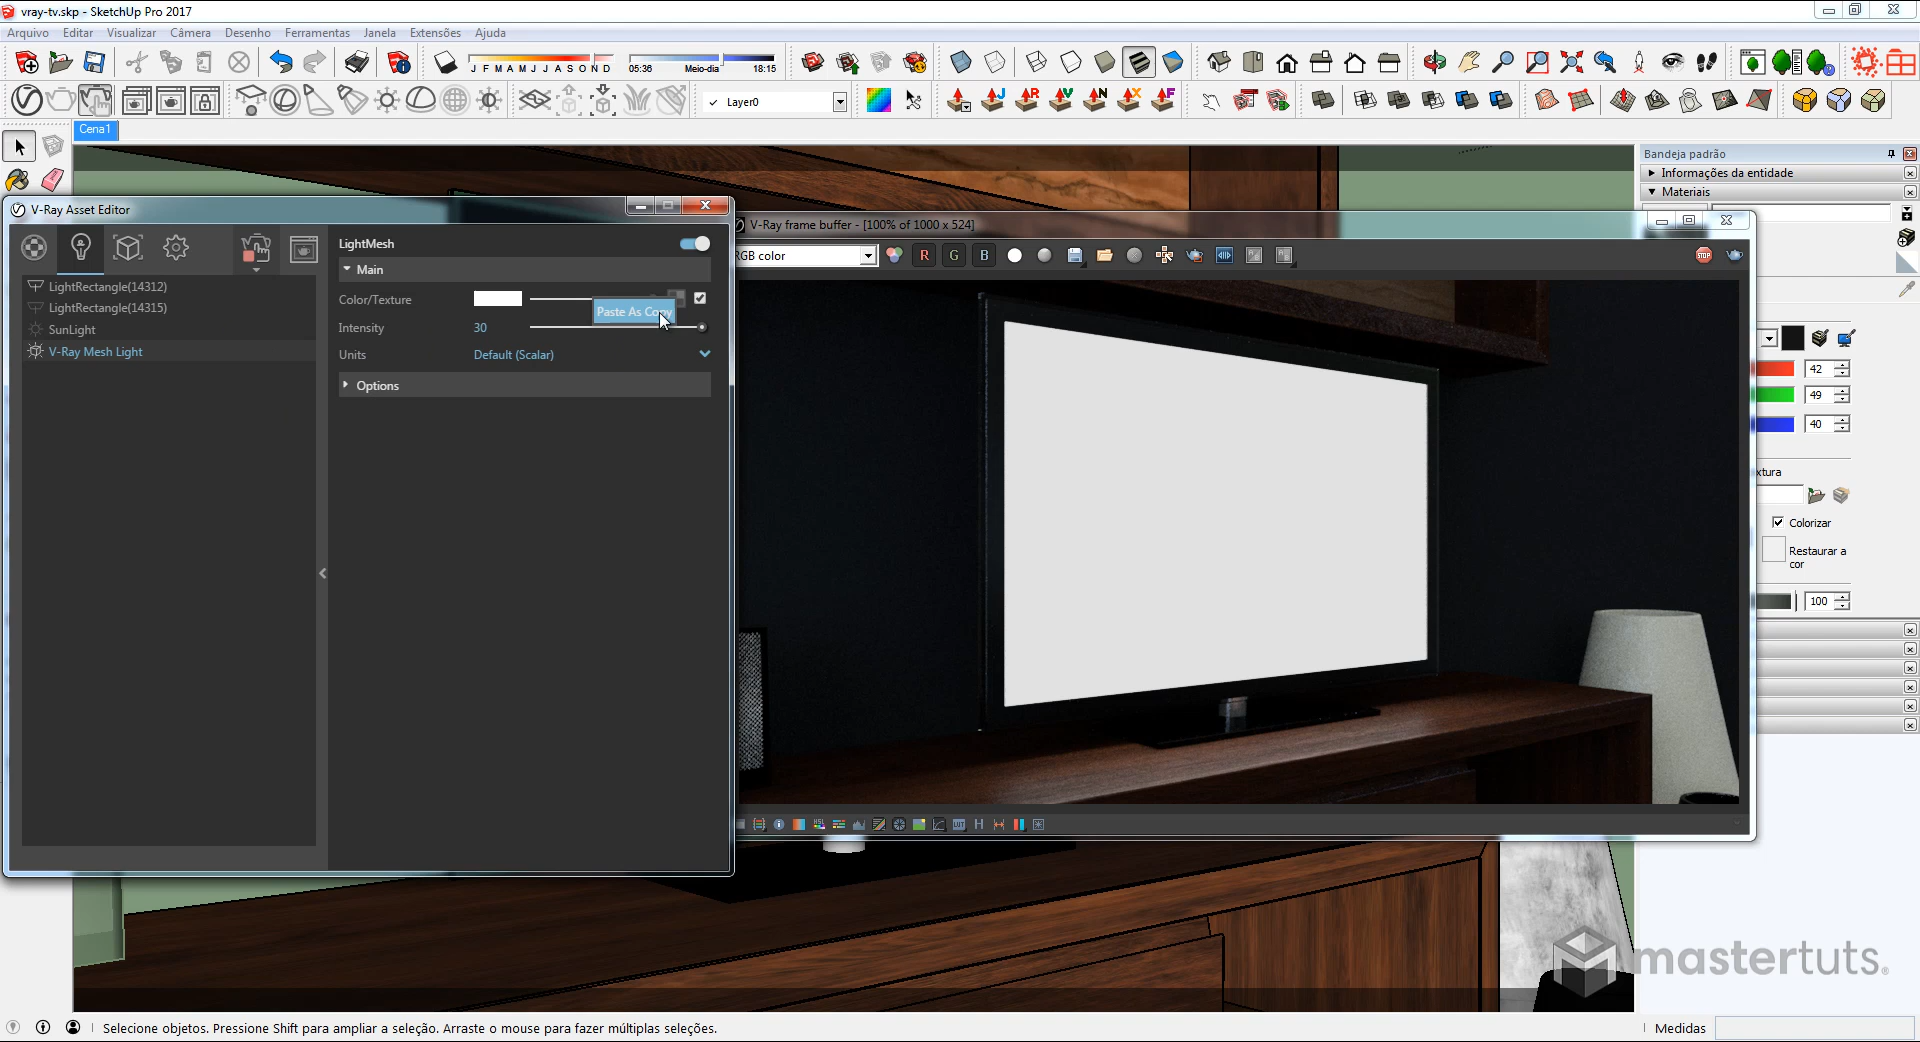 vray-tv.skp - SketchUp Pro 2017
Arquivo Editar Visualizar Câmera Desenho Ferramentas Janela Extensões Ajuda
J F M A M J J A S O N D 05:36 Meio-dia 18:15
Layer0
J R V N X F
Cena1
Bandeja padrão
Informações da entidade
Materiais
V-Ray Asset Editor
V-Ray frame buffer - [100% of 1000 x 524]
LightMesh
RGB color
R G B
STOP
Main
LightRectangle(14312)
Color/Texture
LightRectangle(14315)
Paste As Copy
SunLight
Intensity 30
V-Ray Mesh Light
Units Default (Scalar)
Options
42
49
40
xtura
Colorizar
Restaurar a
cor
100
HSL
LUT
H
mastertuts.®
Selecione objetos. Pressione Shift para ampliar a seleção. Arraste o mouse para fazer múltiplas seleções.
Medidas